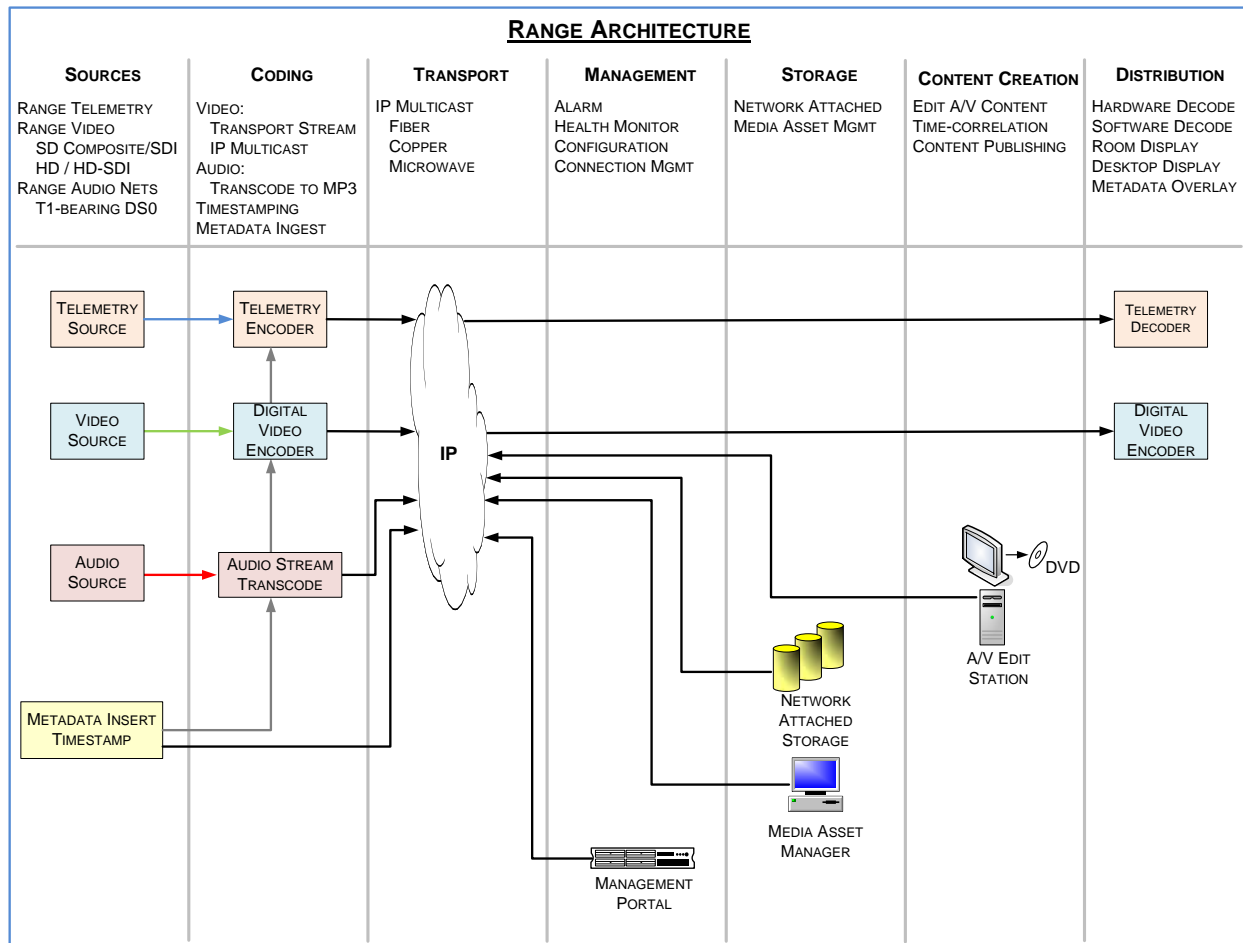 RANGE ARCHITECTURE
SOURCES
RANGE TELEMETRY
RANGE VIDEO
SD COMPOSITE/SDI
HD / HD-SDI
RANGE AUDIO NETS
T1-BEARING DS0
CODING
VIDEO:
TRANSPORT STREAM
IP MULTICAST
AUDIO:
TRANSCODE TO MP3
TIMESTAMPING
METADATA INGEST
TRANSPORT
IP MULTICAST
FIBER
COPPER
MICROWAVE
MANAGEMENT
ALARM
HEALTH MONITOR
CONFIGURATION
CONNECTION MGMT
STORAGE
NETWORK ATTACHED
MEDIA ASSET MGMT
CONTENT CREATION
EDIT A/V CONTENT
TIME-CORRELATION
CONTENT PUBLISHING
DISTRIBUTION
HARDWARE DECODE
SOFTWARE DECODE
ROOM DISPLAY
DESKTOP DISPLAY
METADATA OVERLAY
TELEMETRY
SOURCE
TELEMETRY
ENCODER
TELEMETRY
DECODER
VIDEO
SOURCE
DIGITAL
VIDEO
ENCODER
IP
DIGITAL
VIDEO
ENCODER
AUDIO
SOURCE
AUDIO STREAM
TRANSCODE
DVD
A/V EDIT
STATION
METADATA INSERT
TIMESTAMP
NETWORK
ATTACHED
STORAGE
MEDIA ASSET
MANAGER
MANAGEMENT
PORTAL